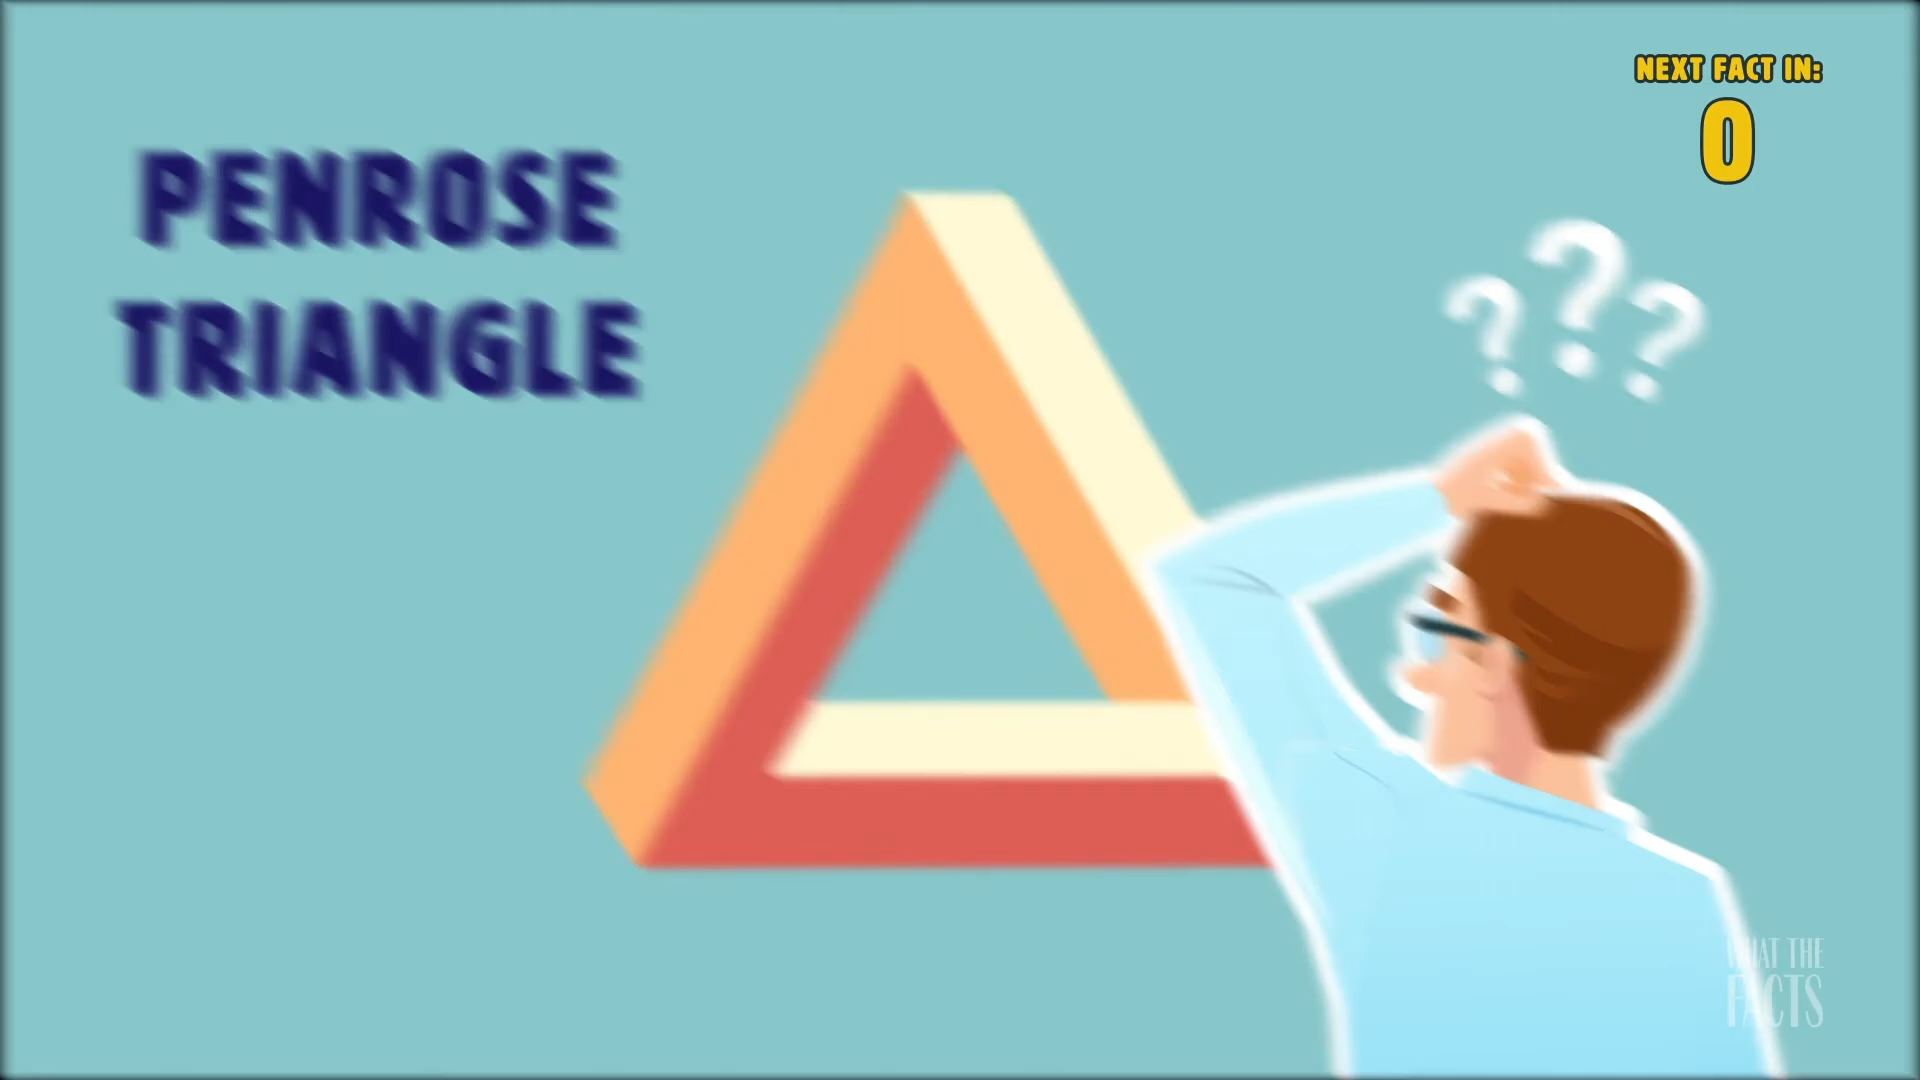 PENROSE
TRIANGLE
NEXT FACT IN:
0
???
WHAT THE
FACTS